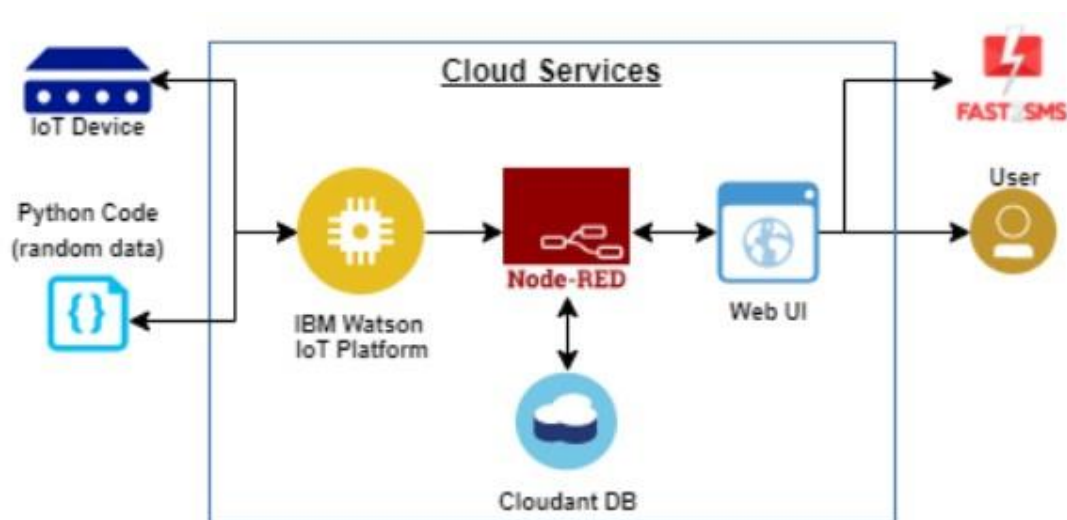 Cloud Services
IoT Device
FAST2SMS
Python Code
(random data)
{}
User
Node-RED
IBM Watson
IoT Platform
Web UI
Cloudant DB